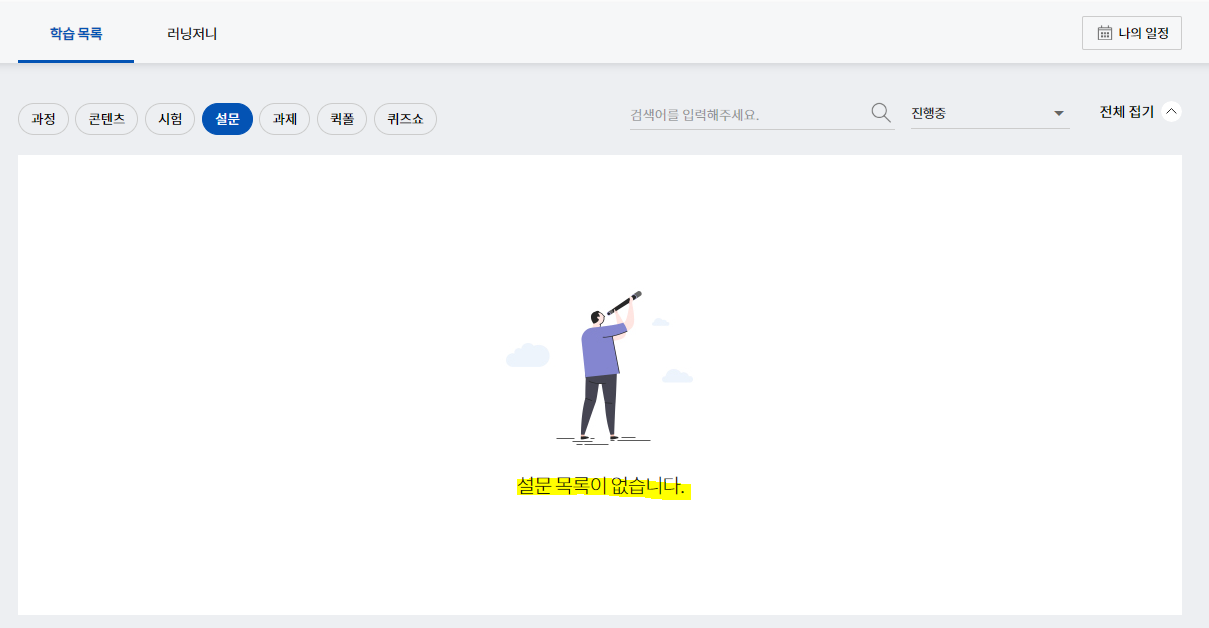 학습 목록
러닝저니
나의 일정
과정
콘텐츠
시험
설문
과제
퀵폴
퀴즈쇼
검색어를 입력해주세요.
진행중
전체 접기
설문 목록이 없습니다.